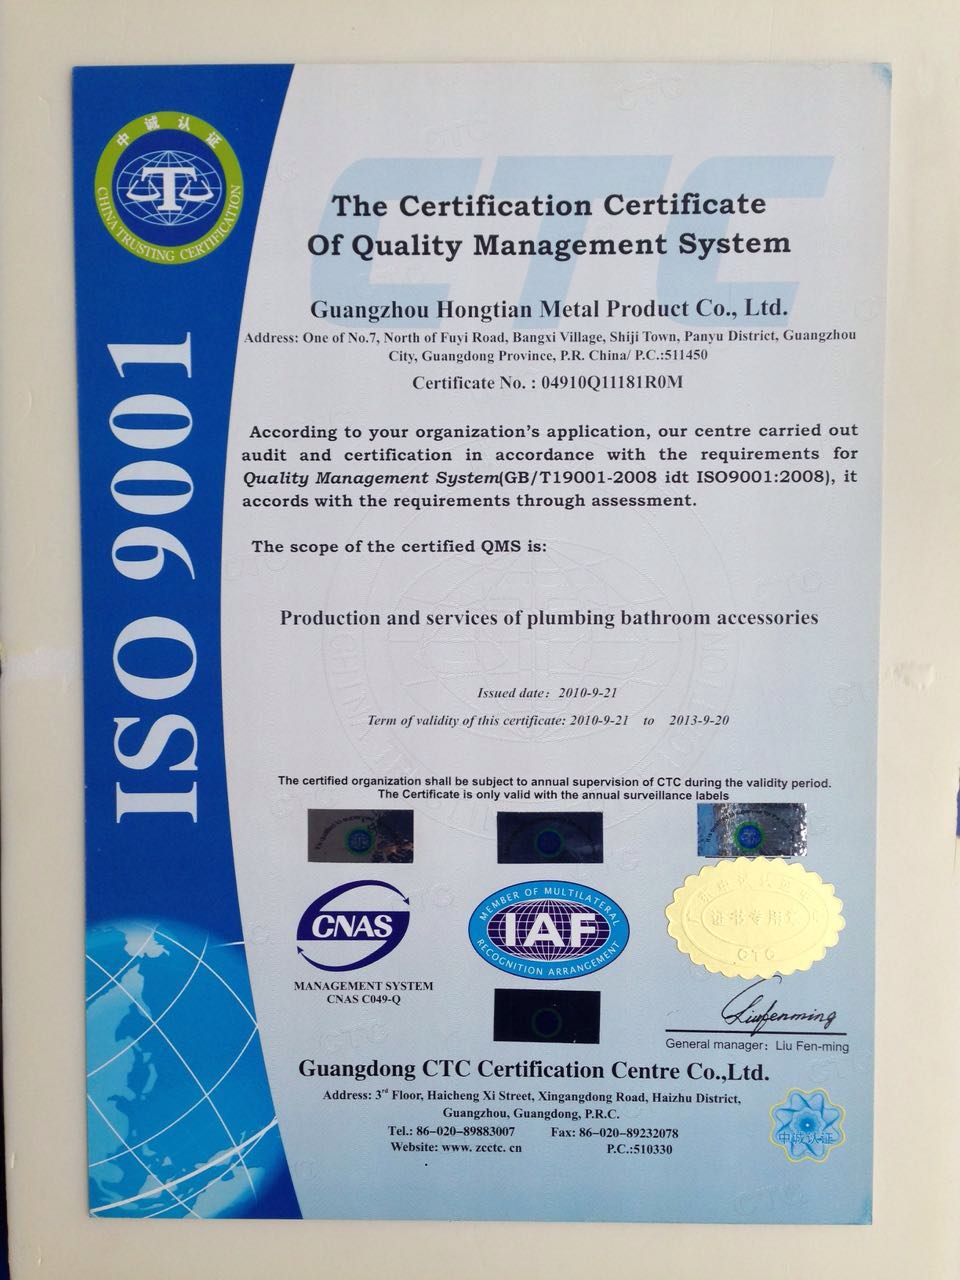 中诚认证
CHINA TRUSTING CERTIFICATION
ISO 9001
CTC
The Certification Certificate
Of Quality Management System
Guangzhou Hongtian Metal Product Co., Ltd.
Address: One of No.7, North of Fuyi Road, Bangxi Village, Shiji Town, Panyu District, Guangzhou
City, Guangdong Province, P.R. China/ P.C.:511450
Certificate No. : 04910Q11181R0M
According to your organization's application, our centre carried out
audit and certification in accordance with the requirements for
Quality Management System(GB/T19001-2008 idt ISO9001:2008), it
accords with the requirements through assessment.
The scope of the certified QMS is:
Production and services of plumbing bathroom accessories
Issued date: 2010-9-21
Term of validity of this certificate: 2010-9-21 to 2013-9-20
The certified organization shall be subject to annual supervision of CTC during the validity period.
The Certificate is only valid with the annual surveillance labels
CNAS
MANAGEMENT SYSTEM
CNAS C049-Q
MEMBER OF MULTILATERAL
IAF
RECOGNITION ARRANGEMENT
证书专用
CTC
Liufenming
General manager: Liu Fen-ming
Guangdong CTC Certification Centre Co.,Ltd.
Address: 3rd Floor, Haicheng Xi Street, Xingangdong Road, Haizhu District,
Guangzhou, Guangdong, P.R.C.
Tel.: 86-020-89883007 Fax: 86-020-89232078
Website: www. zcctc. cn P.C.:510330
中诚认证